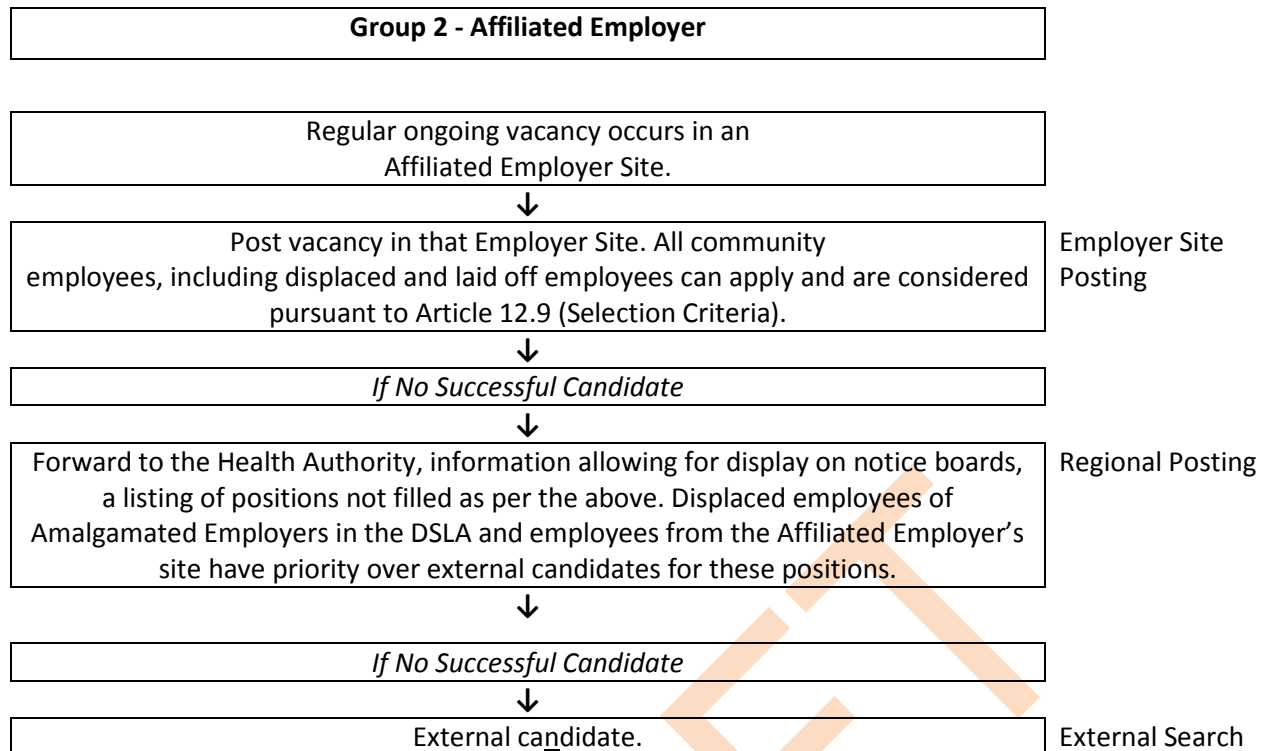 Group 2 - Affiliated Employer
Regular ongoing vacancy occurs in an
Affiliated Employer Site.
↓
Post vacancy in that Employer Site. All community
employees, including displaced and laid off employees can apply and are considered
pursuant to Article 12.9 (Selection Criteria).
Employer Site
Posting
↓
If No Successful Candidate
↓
Forward to the Health Authority, information allowing for display on notice boards,
a listing of positions not filled as per the above. Displaced employees of
Amalgamated Employers in the DSLA and employees from the Affiliated Employer’s
site have priority over external candidates for these positions.
Regional Posting
↓
If No Successful Candidate
↓
External candidate.
External Search